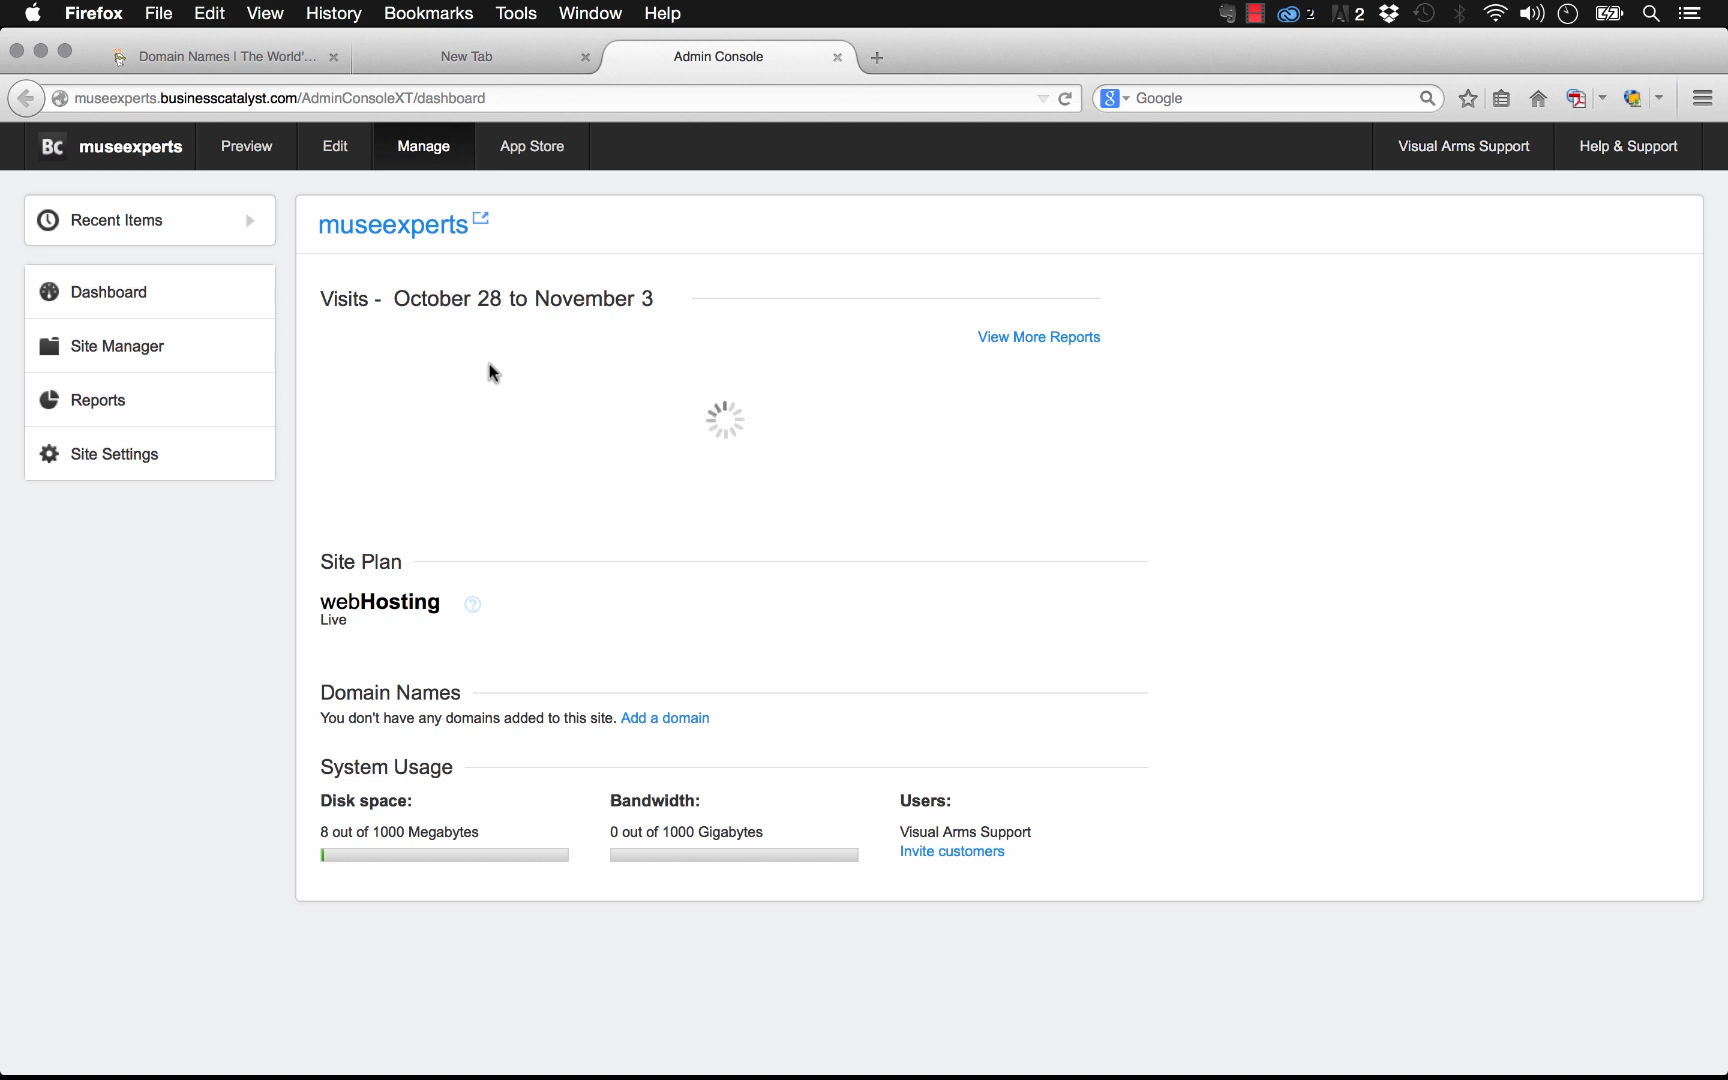 Firefox File Edit View History Bookmarks Tools Window Help 2 2
Domain Names | The World'... New Tab Admin Console
museexperts.businesscatalyst.com/AdminConsoleXT/dashboard Google
Bc museexperts Preview Edit Manage App Store Visual Arms Support Help & Support
Recent Items
Dashboard
Site Manager
Reports
Site Settings
museexperts
Visits - October 28 to November 3
View More Reports
Site Plan
webHosting
Live
Domain Names
You don't have any domains added to this site. Add a domain
System Usage
Disk space: Bandwidth: Users:
8 out of 1000 Megabytes 0 out of 1000 Gigabytes Visual Arms Support
Invite customers